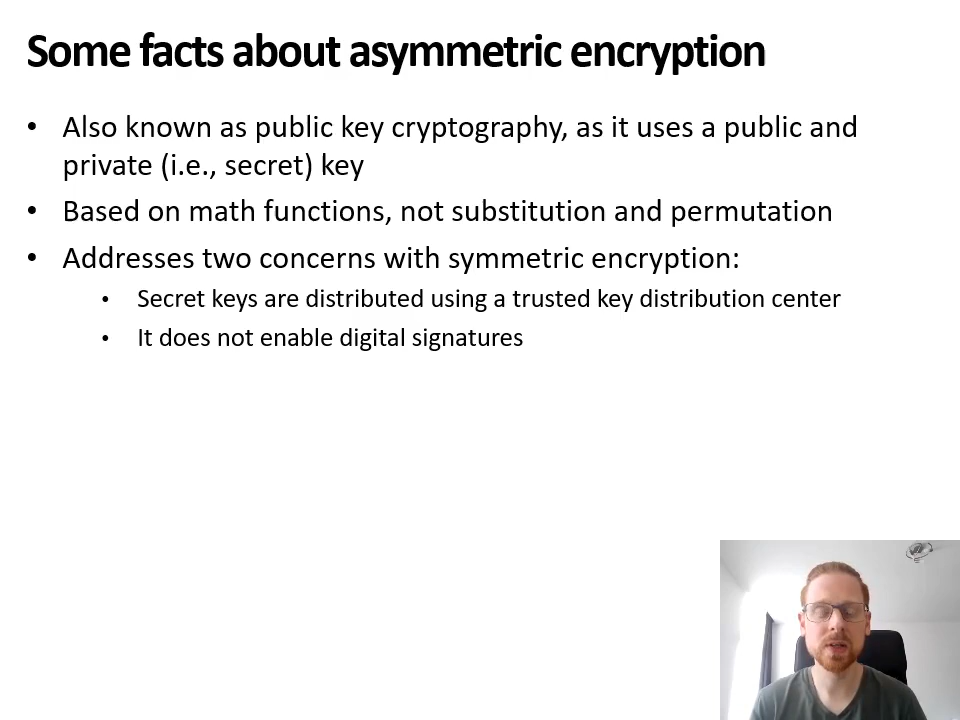 Some facts about asymmetric encryption
• Also known as public key cryptography, as it uses a public and
private (i.e., secret) key
• Based on math functions, not substitution and permutation
• Addresses two concerns with symmetric encryption:
• Secret keys are distributed using a trusted key distribution center
• It does not enable digital signatures